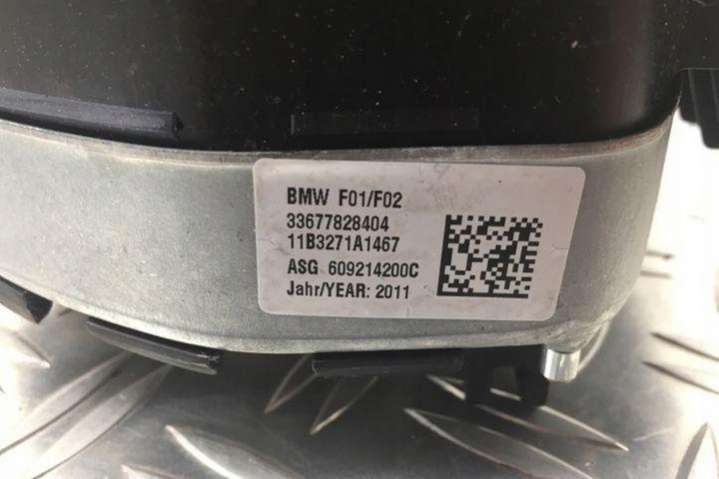 BMW F01/F02
33677828404
11B3271A1467
ASG 609214200C
Jahr/YEAR: 2011